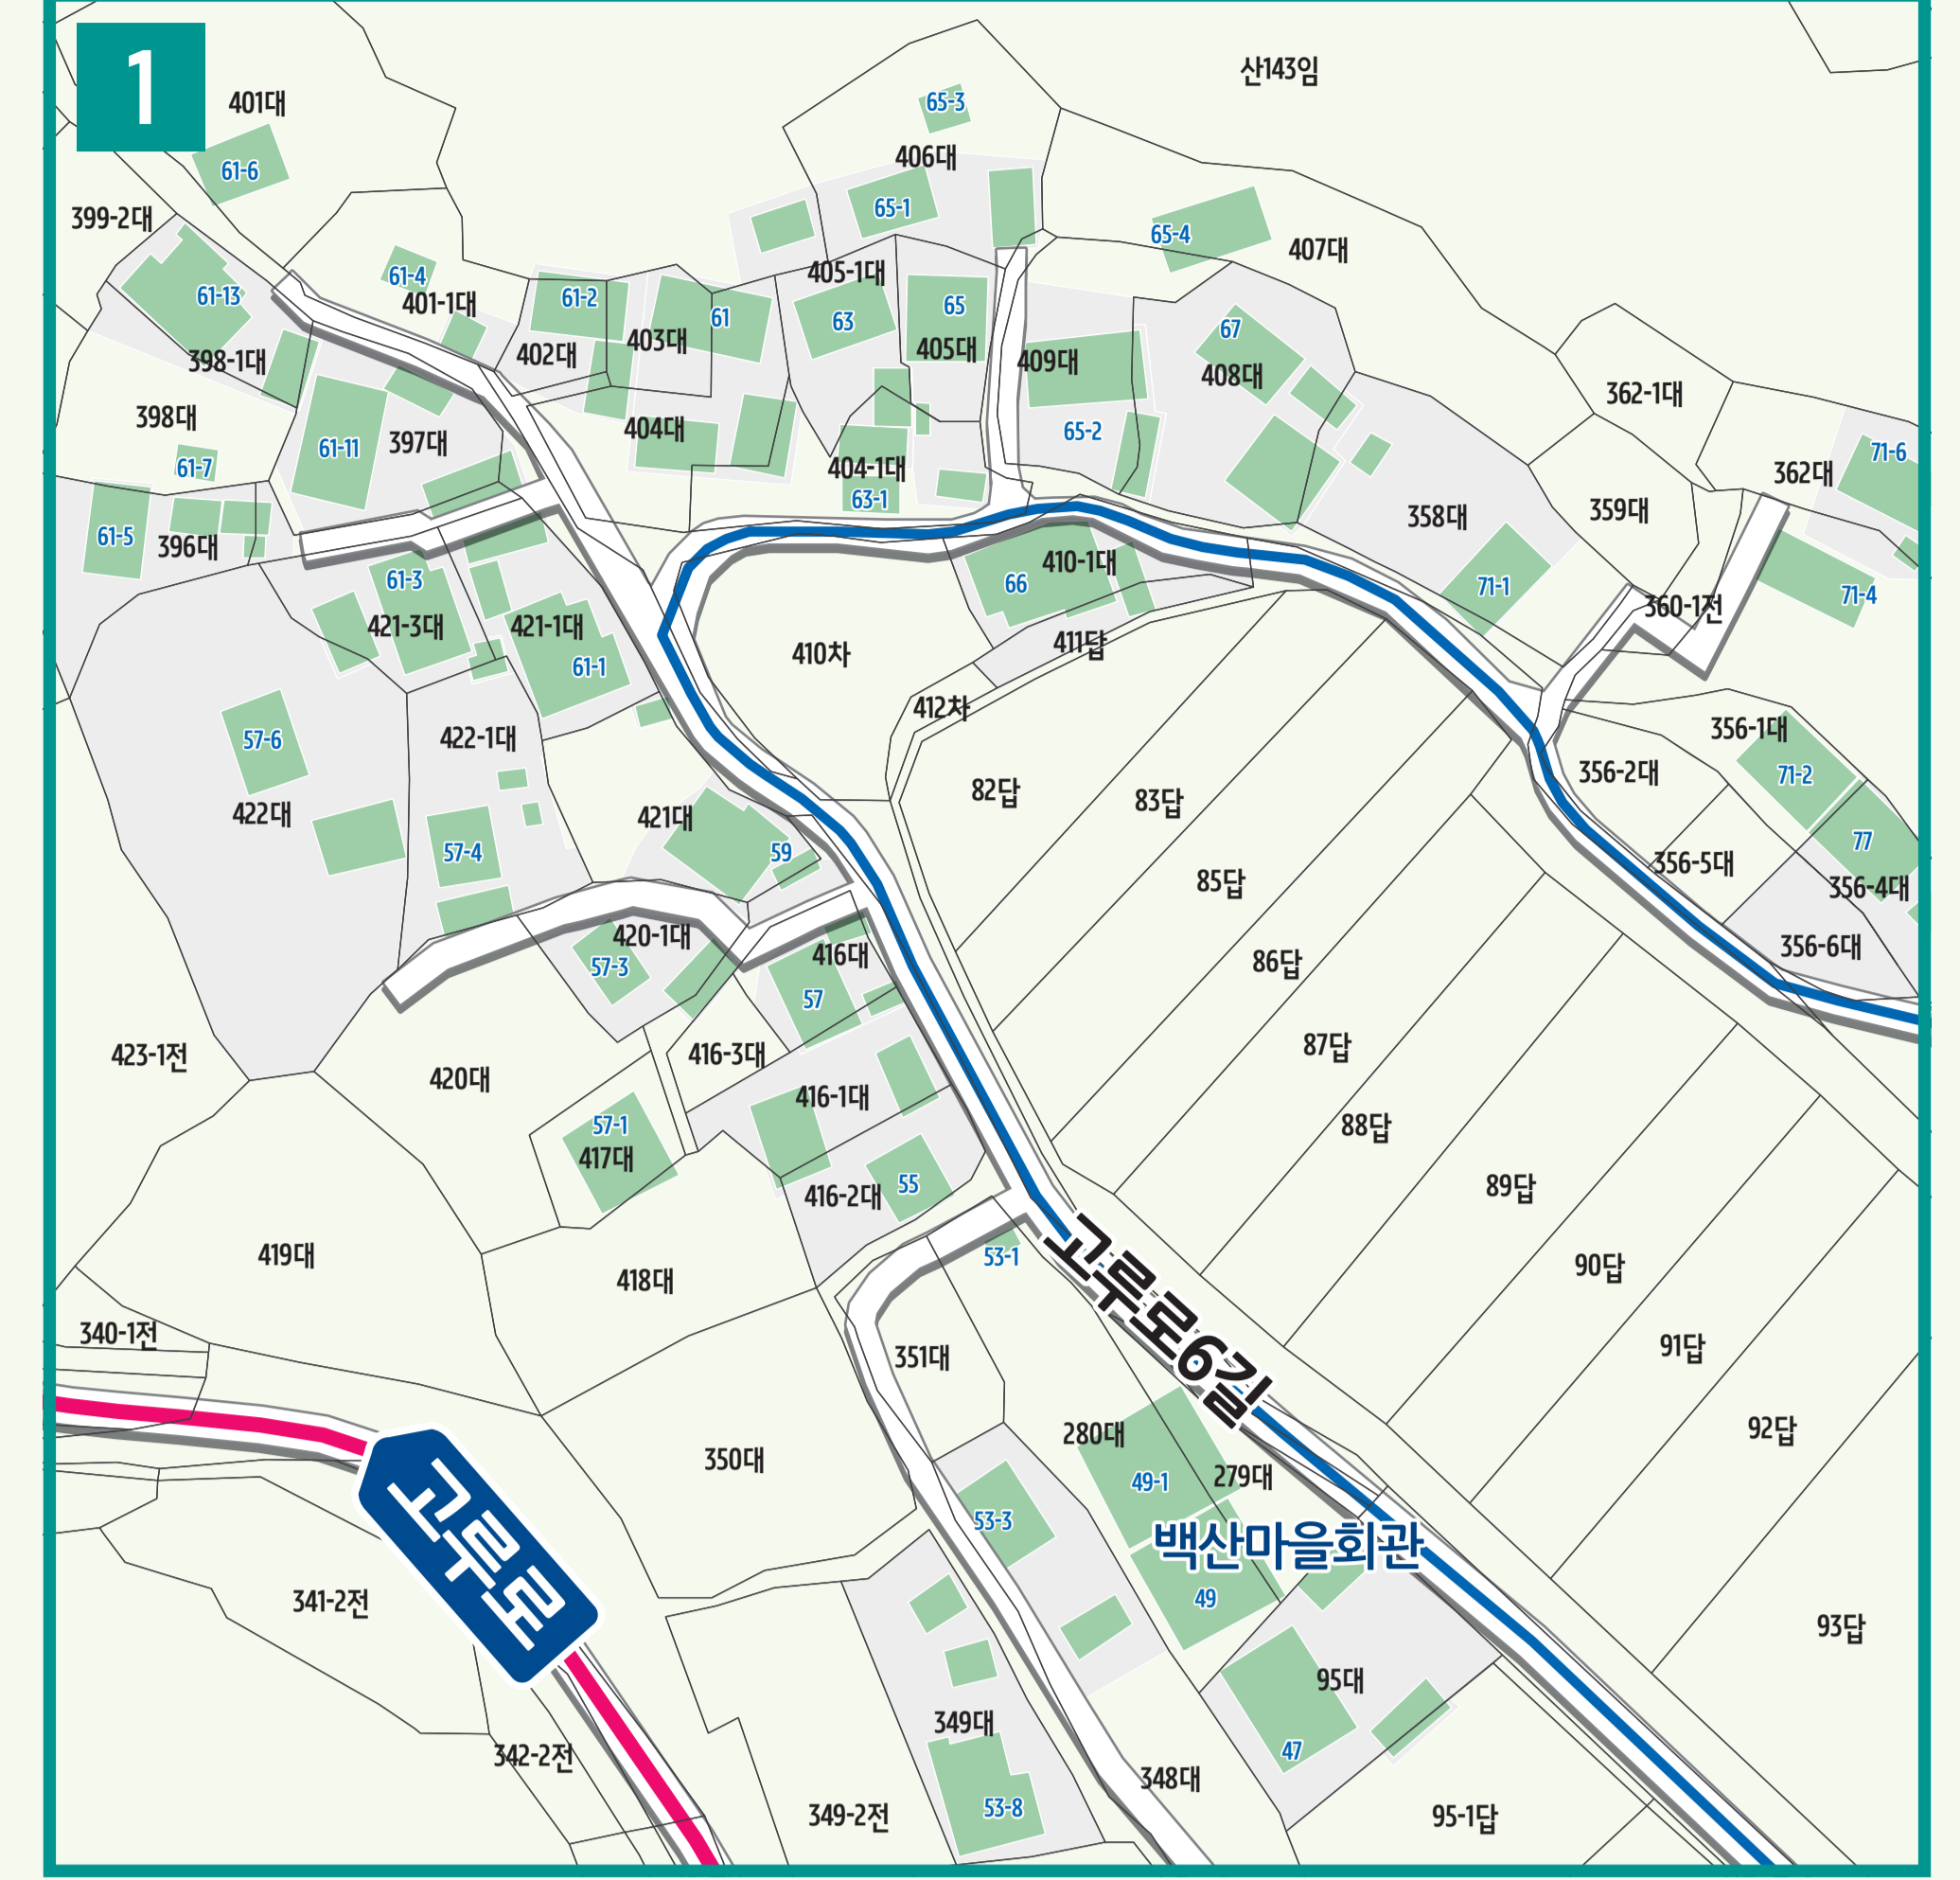 1
산143임
401대
65-3
406대
61-6
65-1
399-2대
65-4
407대
61-4
405-1대
61-13
401-1대
61-2
61
63
65
67
403대
402대
405대
409대
398-1대
408대
362-1대
398대
397대
61-11
404대
65-2
71-6
61-7
404-1대
362대
63-1
359대
358대
61-5
396대
410-1대
61-3
66
71-1
71-4
360-1전
421-3대
421-1대
411답
410차
61-1
412차
57-6
422-1대
356-1대
356-2대
71-2
82답
83답
422대
421대
57-4
59
77
356-5대
85답
356-4대
420-1대
416대
356-6대
57-3
57
86답
423-1전
416-3대
87답
420대
416-1대
57-1
88답
417대
55
416-2대
89답
419대
53-1
90답
418대
고루로6길
340-1전
351대
91답
280대
92답
350대
279대
49-1
53-3
고루로
백산마을회관
341-2전
49
93답
95대
349대
47
342-2전
348대
53-8
349-2전
95-1답